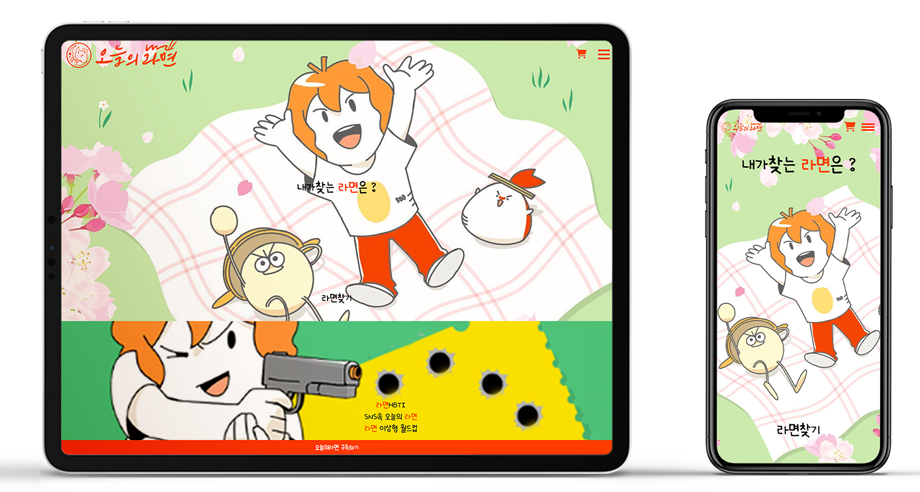 오늘의 라면
내가찾는 라면은 ?
500
라면찾기
라면MBTI
SNS속 오늘의 라면
라면 이상형 월드컵
오늘의라면 구독하기
오늘의 라면
내가찾는 라면은 ?
라면찾기